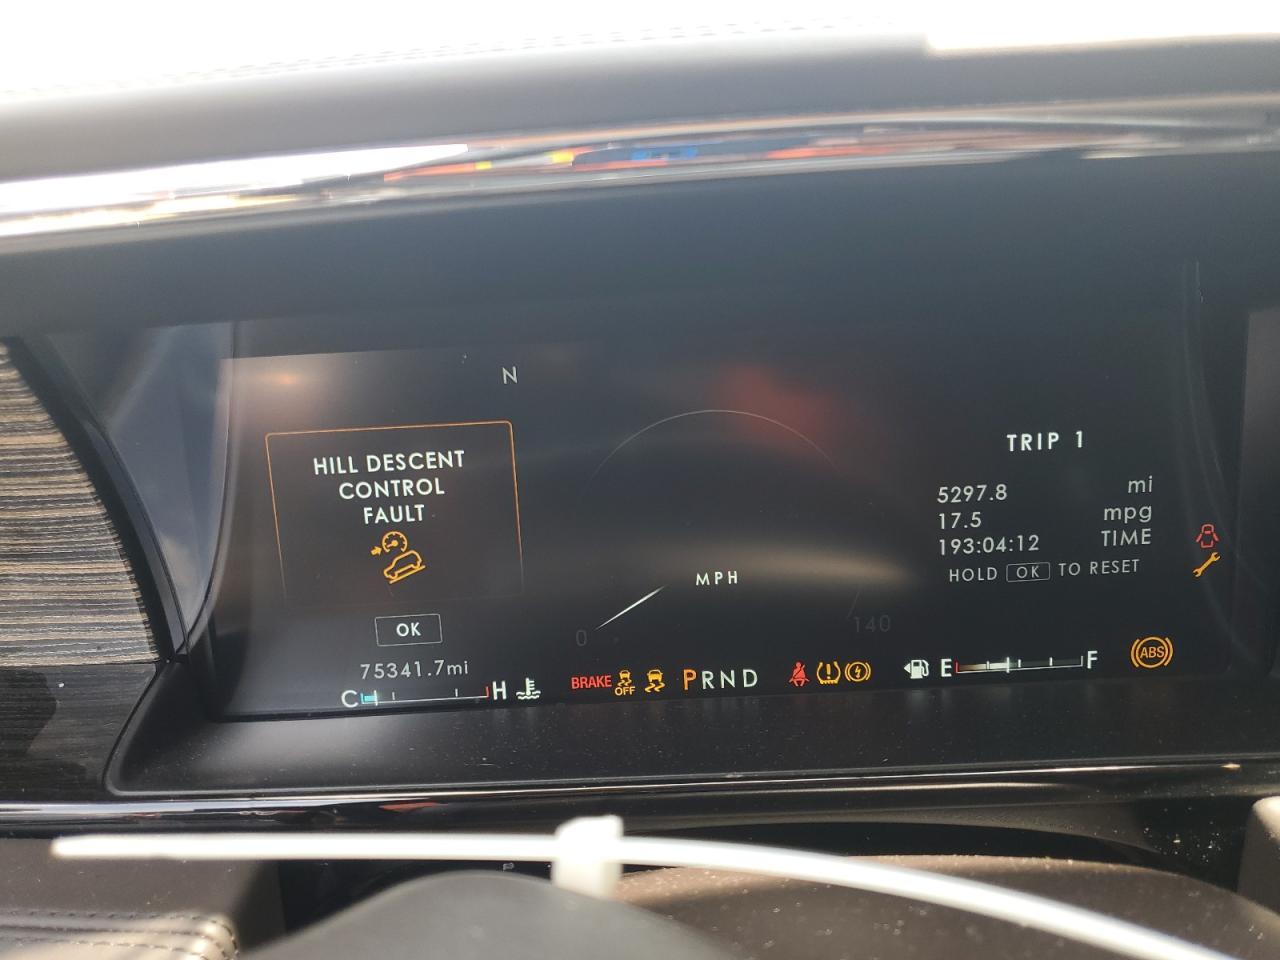 N
HILL DESCENT
CONTROL
FAULT
OK
75341.7mi
C H
0 MPH 140
BRAKE OFF PRND
TRIP 1
5297.8 mi
17.5 mpg
193:04:12 TIME
HOLD OK TO RESET
E F
ABS
P